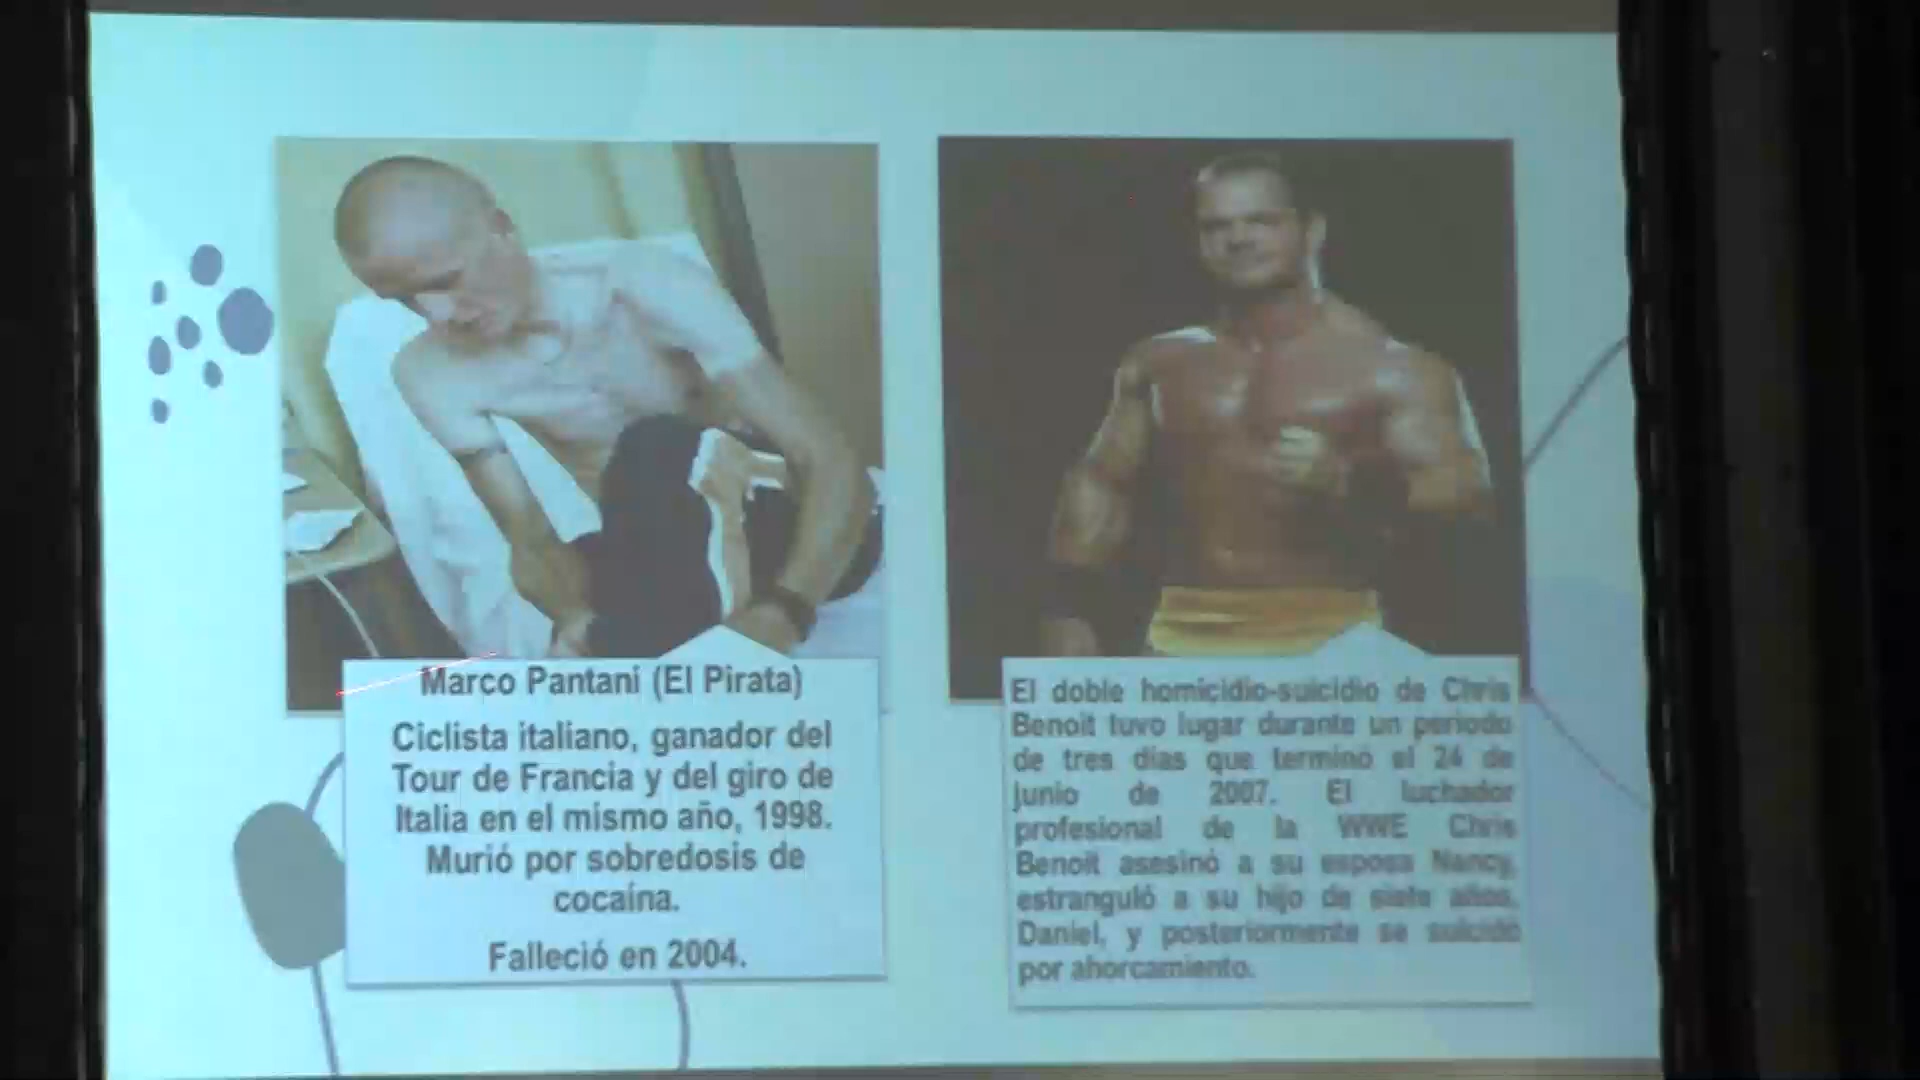 Marco Pantani (El Pirata)
Ciclista italiano, ganador del
Tour de Francia y del giro de
Italia en el mismo año, 1998.
Murió por sobredosis de
cocaína.
Falleció en 2004.
El doble homicidio-suicidio de Chris
Benoit tuvo lugar durante un periodo
de tres días que terminó el 24 de
junio de 2007. El luchador
profesional de la WWE Chris
Benoit asesinó a su esposa Nancy,
estranguló a su hijo de siete años,
Daniel, y posteriormente se suicidó
por ahorcamiento.